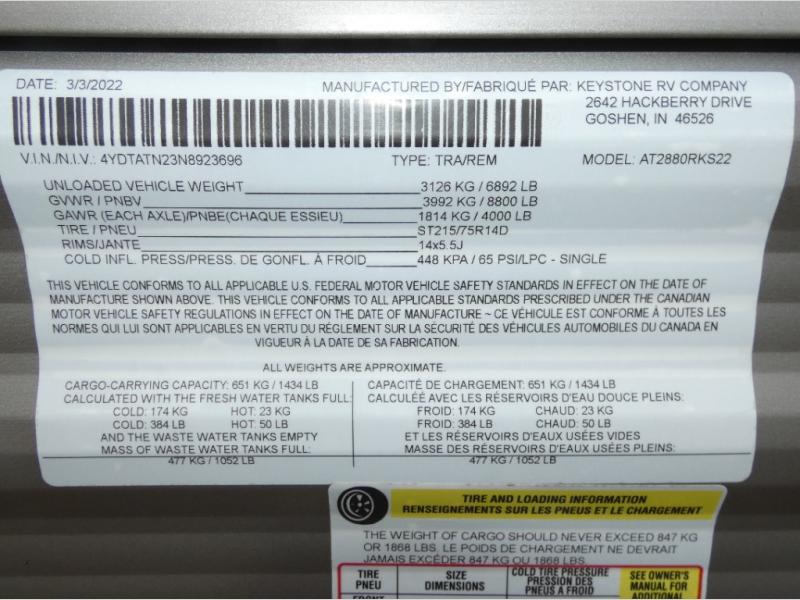 DATE: 3/3/2022
MANUFACTURED BY/FABRIQUÉ PAR: KEYSTONE RV COMPANY
2642 HACKBERRY DRIVE
GOSHEN, IN 46526
V.I.N./N.I.V.: 4YDTATN23N8923696 TYPE: TRA/REM MODEL: AT2880RKS22
UNLOADED VEHICLE WEIGHT 3126 KG / 6892 LB
GVWR / PNBV 3992 KG / 8800 LB
GAWR (EACH AXLE)/PNBE(CHAQUE ESSIEU) 1814 KG / 4000 LB
TIRE / PNEU ST215/75R14D
RIMS/JANTE 14x5.5J
COLD INFL. PRESS/PRESS. DE GONFL. À FROID 448 KPA / 65 PSI/LPC - SINGLE
THIS VEHICLE CONFORMS TO ALL APPLICABLE U.S. FEDERAL MOTOR VEHICLE SAFETY STANDARDS IN EFFECT ON THE DATE OF
MANUFACTURE SHOWN ABOVE. THIS VEHICLE CONFORMS TO ALL APPLICABLE STANDARDS PRESCRIBED UNDER THE CANADIAN
MOTOR VEHICLE SAFETY REGULATIONS IN EFFECT ON THE DATE OF MANUFACTURE ~ CE VÉHICULE EST CONFORME À TOUTES LES
NORMES QUI LUI SONT APPLICABLES EN VERTU DU RÉGLEMENT SUR LA SÉCURITÉ DES VÉHICULES AUTOMOBILES DU CANADA EN
VIGUEUR À LA DATE DE SA FABRICATION.
ALL WEIGHTS ARE APPROXIMATE.
CARGO-CARRYING CAPACITY: 651 KG / 1434 LB
CALCULATED WITH THE FRESH WATER TANKS FULL:
COLD: 174 KG HOT: 23 KG
COLD: 384 LB HOT: 50 LB
AND THE WASTE WATER TANKS EMPTY
MASS OF WASTE WATER TANKS FULL:
477 KG / 1052 LB
CAPACITÉ DE CHARGEMENT: 651 KG / 1434 LB
CALCULÉE AVEC LES RÉSERVOIRS D'EAU DOUCE PLEINS:
FROID: 174 KG CHAUD: 23 KG
FROID: 384 LB CHAUD: 50 LB
ET LES RÉSERVOIRS D'EAUX USÉES VIDES
MASSE DES RÉSERVOIRS D'EAUX USÉES PLEINS:
477 KG / 1052 LB
TIRE AND LOADING INFORMATION
RENSEIGNEMENTS SUR LES PNEUS ET LE CHARGEMENT
THE WEIGHT OF CARGO SHOULD NEVER EXCEED 847 KG
OR 1868 LBS. LE POIDS DE CHARGEMENT NE DEVRAIT
JAMAIS EXCÉDER 847 KG OU 1868 LBS
TIRE
PNEU
SIZE
DIMENSIONS
COLD TIRE PRESSURE
PRESSION DES
PNEUS A FROID
SEE OWNER'S
MANUAL FOR
ADDITIONAL
FRONT